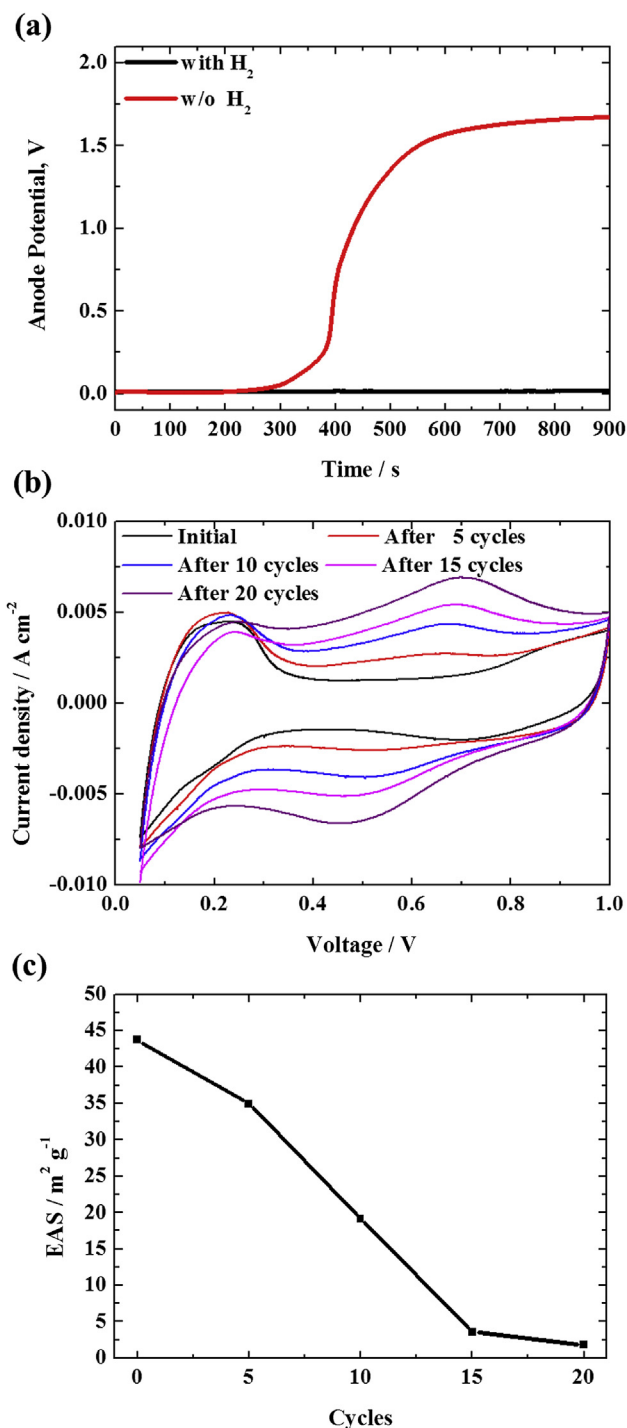 (a)
with H2
w/o H2
2.0
1.5
1.0
0.5
0.0
Anode Potential, V
0 100 200 300 400 500 600 700 800 900
Time / s
(b)
Initial After 5 cycles
After 10 cycles After 15 cycles
After 20 cycles
0.010
0.005
0.000
-0.005
-0.010
Current density / A cm-2
0.0 0.2 0.4 0.6 0.8 1.0
Voltage / V
(c)
50
45
40
35
30
25
20
15
10
5
0
EAS / m2 g-1
0 5 10 15 20
Cycles